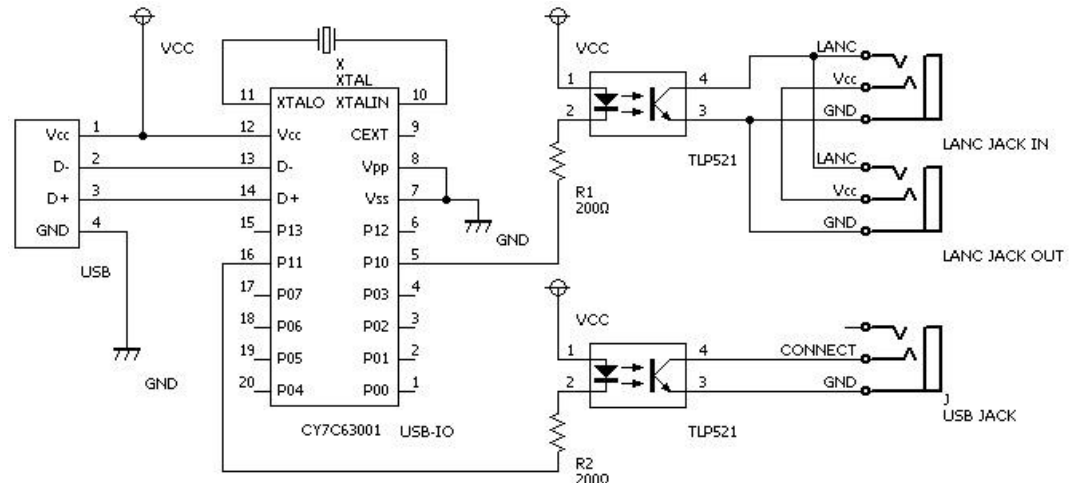 VCC
X
XTAL
11 XTALO XTALIN 10
Vcc 1 12 Vcc CEXT 9
D- 2 13 D- Vpp 8
D+ 3 14 D+ Vss 7
GND 4 15 P13 P12 6
GND
16 P11 P10 5
USB
17 P07 P03 4
18 P06 P02 3
19 P05 P01 2
20 P04 P00 1
GND
CY7C63001 USB-IO
VCC
1 4
2 3
TLP521
R1
200Ω
LANC
Vcc
GND
LANC JACK IN
LANC
Vcc
GND
LANC JACK OUT
VCC
1 4
2 3
TLP521
R2
200Ω
CONNECT
GND
J
USB JACK